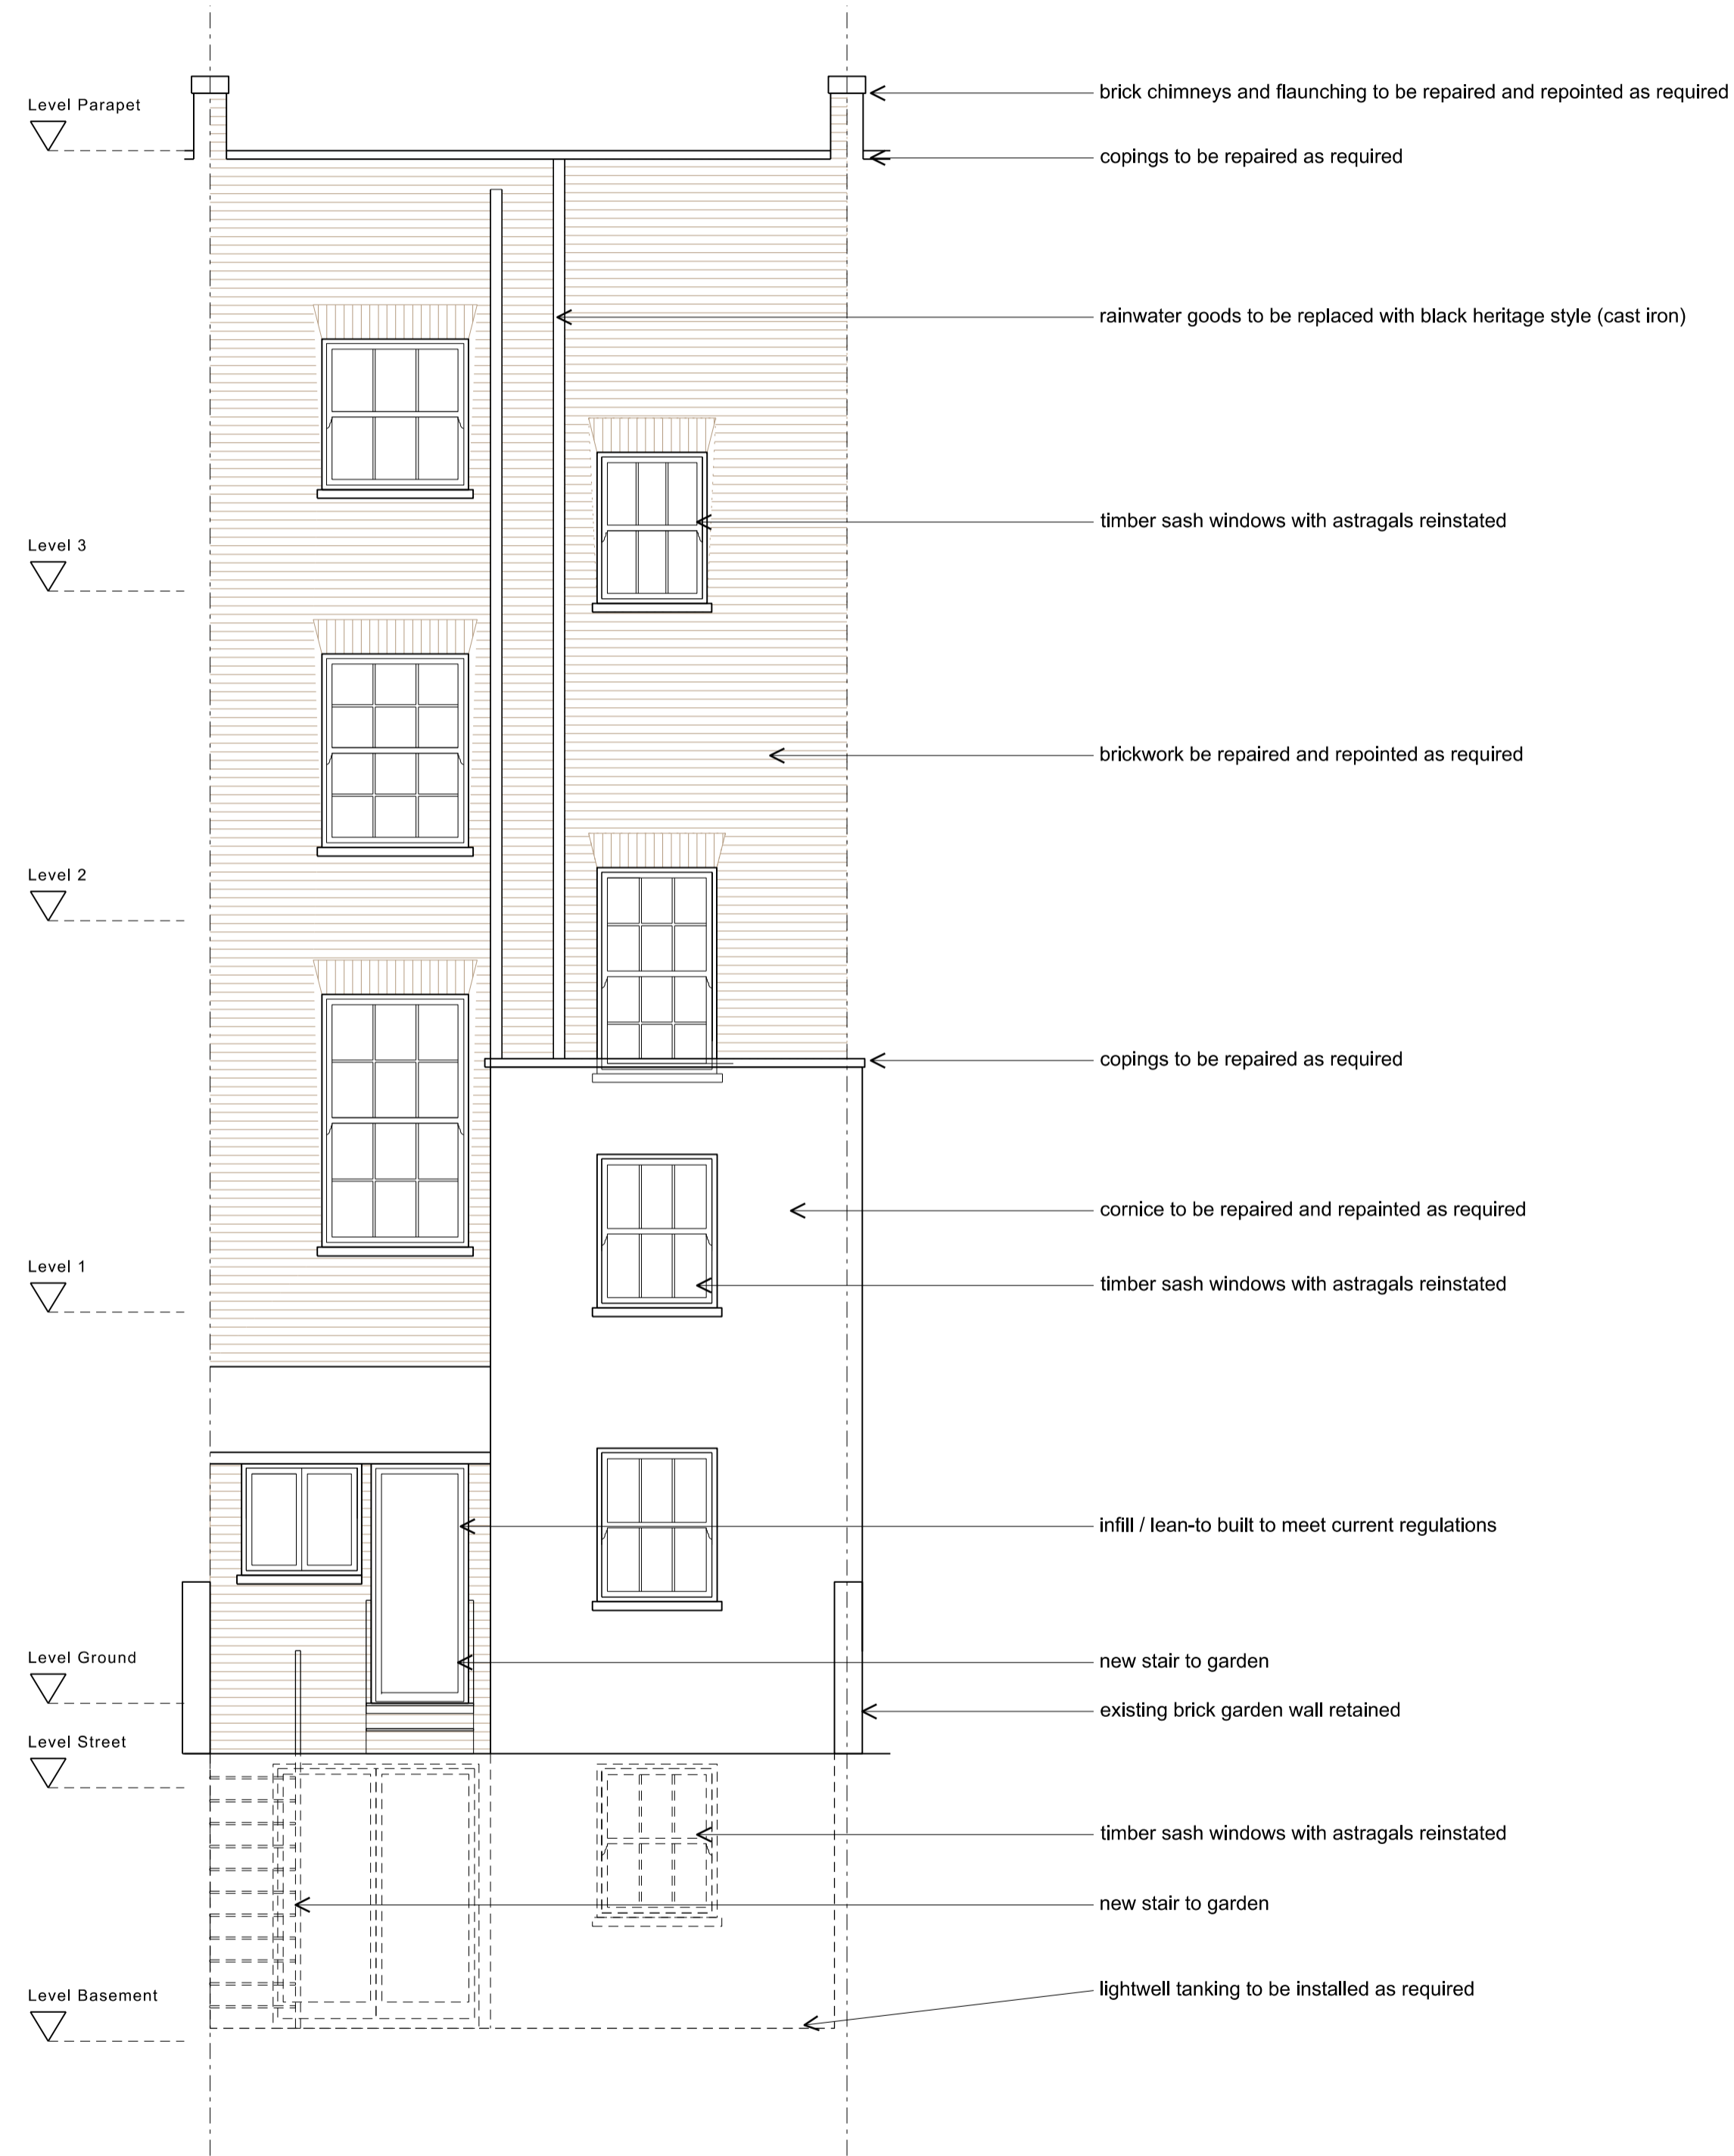 brick chimneys and flaunching to be repaired and repointed as required
Level Parapet
copings to be repaired as required
rainwater goods to be replaced with black heritage style (cast iron)
timber sash windows with astragals reinstated
Level 3
brickwork be repaired and repointed as required
Level 2
copings to be repaired as required
cornice to be repaired and repainted as required
Level 1
timber sash windows with astragals reinstated
infill / lean-to built to meet current regulations
Level Ground
new stair to garden
existing brick garden wall retained
Level Street
timber sash windows with astragals reinstated
new stair to garden
lightwell tanking to be installed as required
Level Basement